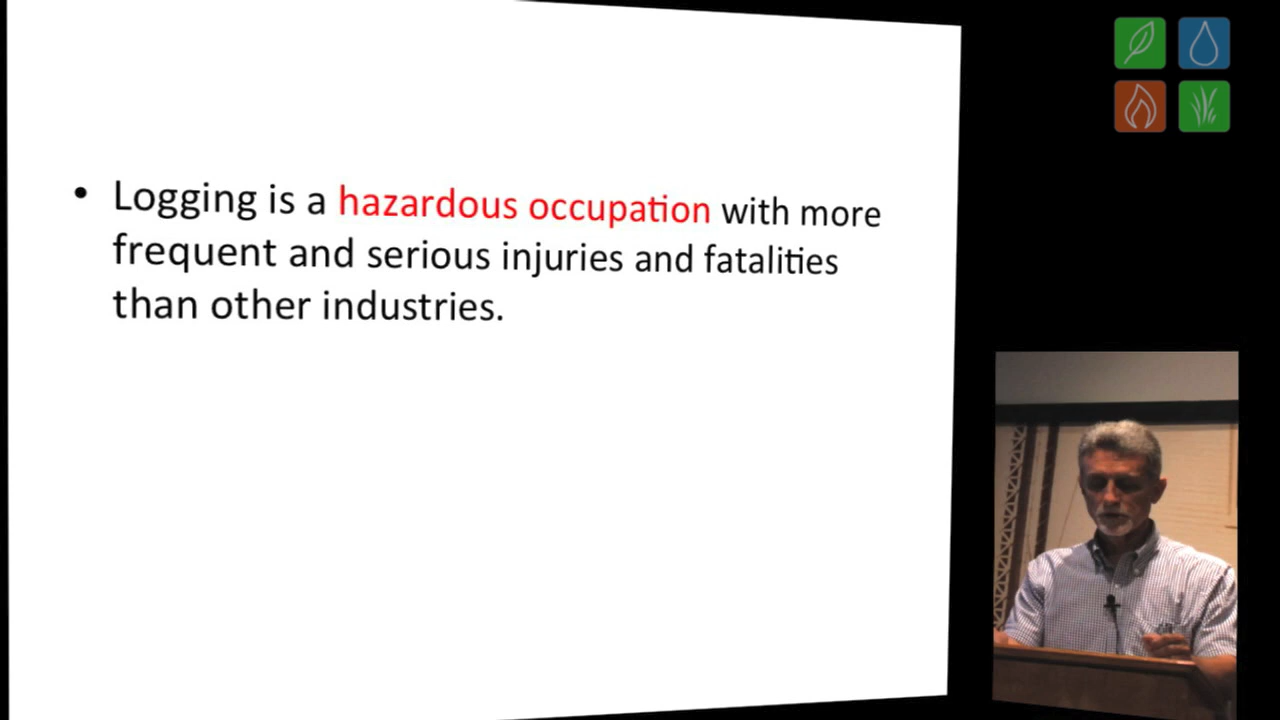 • Logging is a hazardous occupation with more
frequent and serious injuries and fatalities
than other industries.